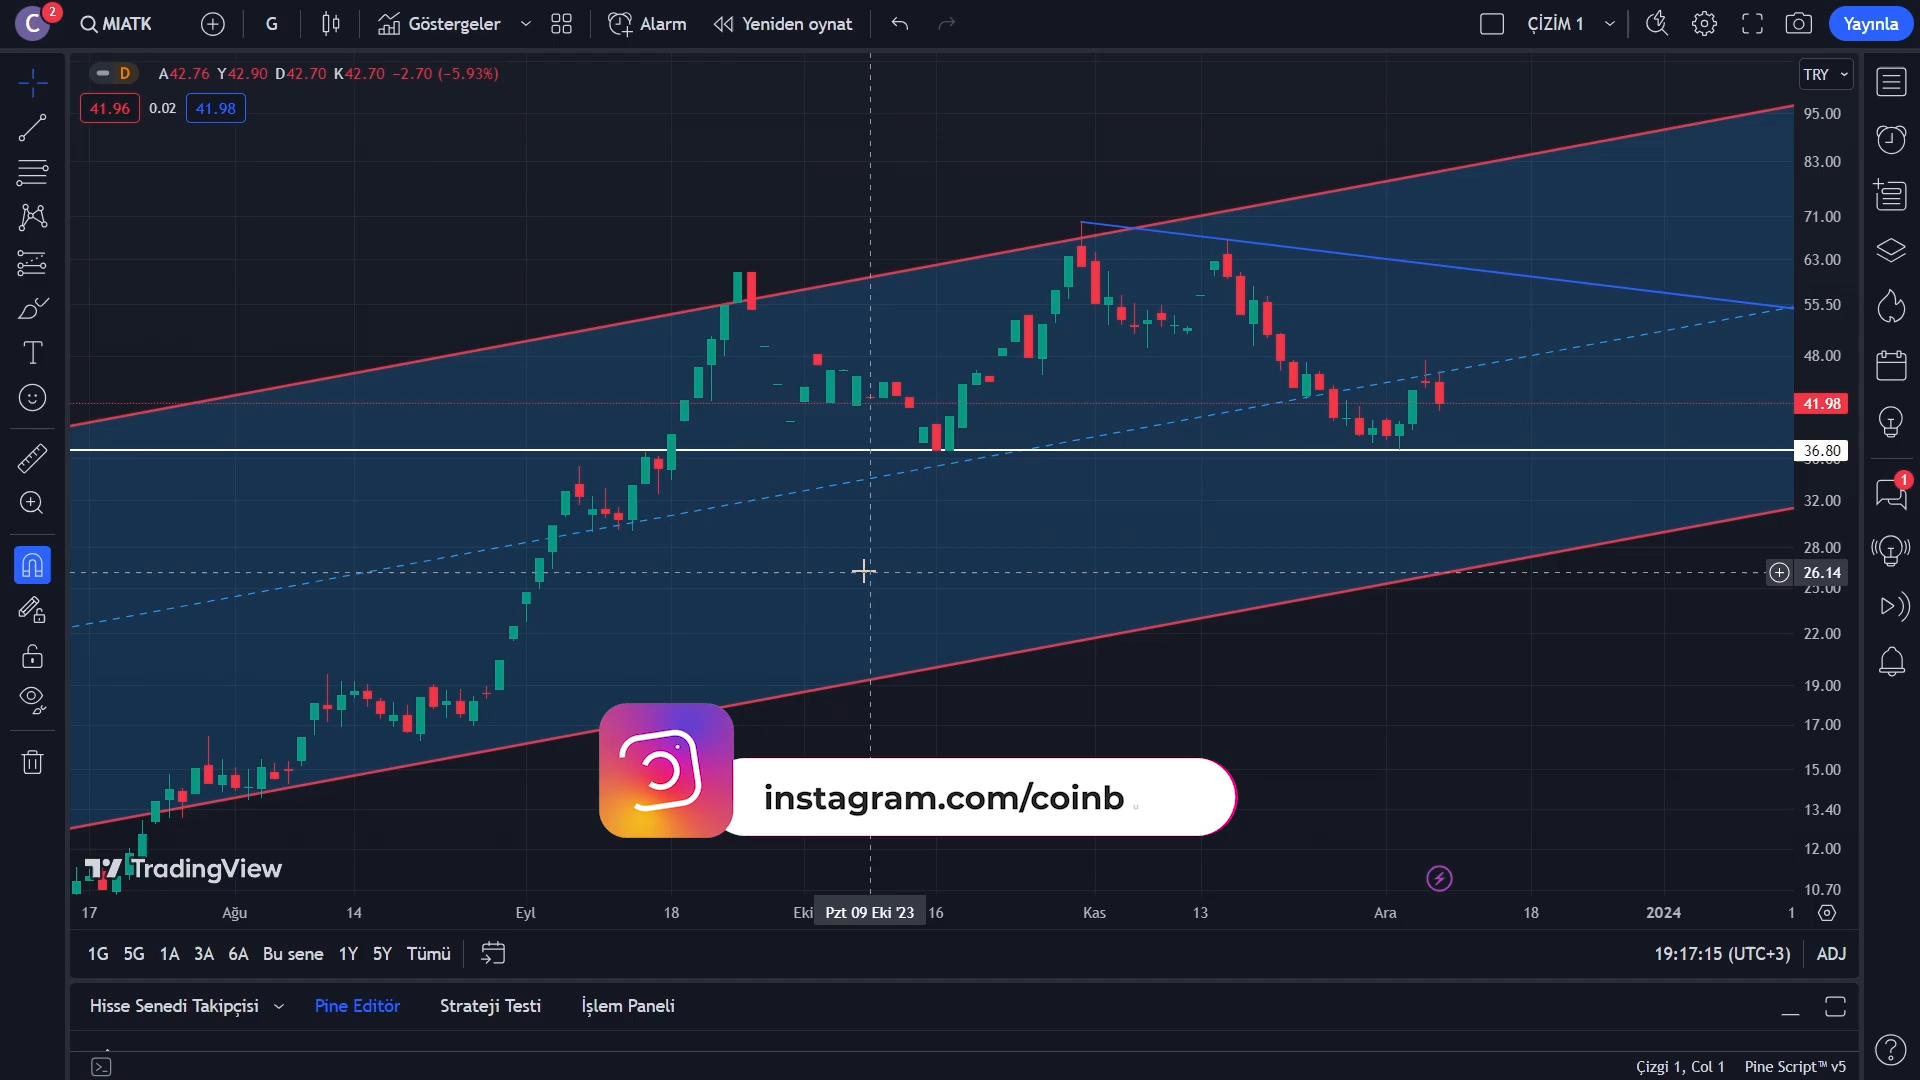 C 2 MIATK G Göstergeler Alarm Yeniden oynat ÇİZİM 1 Yayınla
D A42.76 Y42.90 D42.70 K42.70 −2.70 (−5.93%) TRY
41.96 0.02 41.98
95.00
83.00
71.00
63.00
55.50
48.00
41.98
36.80
32.00
1
28.00
26.14
25.00
22.00
19.00
17.00
15.00
instagram.com/coinb
13.40
12.00
TradingView
10.70
17 Ağu 14 Eyl 18 Eki Pzt 09 Eki '23 16 Kas 13 Ara 18 2024 1
1G 5G 1A 3A 6A Bu sene 1Y 5Y Tümü 19:17:15 (UTC+3) ADJ
Hisse Senedi Takipçisi Pine Editör Strateji Testi İşlem Paneli
Çizgi 1, Col 1 Pine Script™ v5